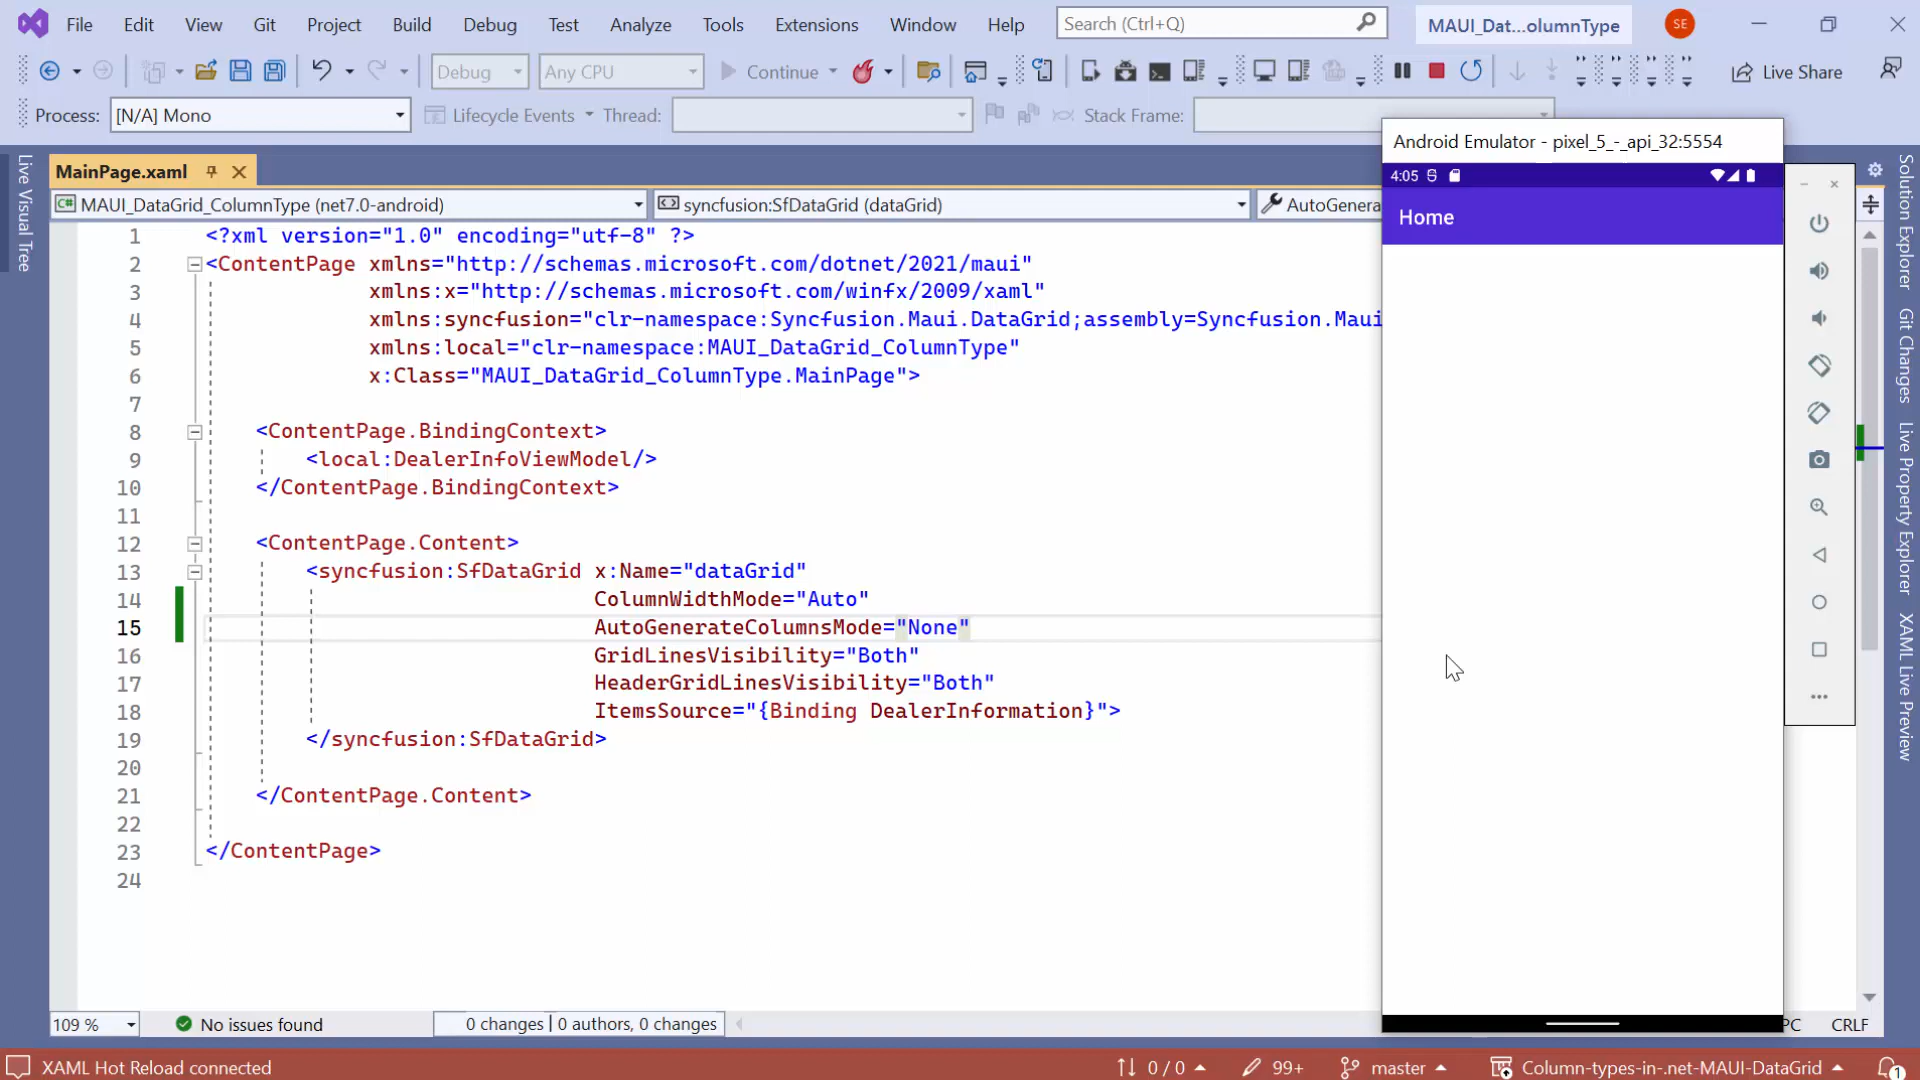 File Edit View Git Project Build Debug Test Analyze Tools Extensions Window Help Search (Ctrl+Q) MAUI_Dat...olumnType SE
Debug Any CPU Continue Live Share
Process: [N/A] Mono Lifecycle Events Thread: Stack Frame:
Android Emulator - pixel_5_-_api_32:5554
MainPage.xaml
4:05
MAUI_DataGrid_ColumnType (net7.0-android) syncfusion:SfDataGrid (dataGrid) AutoGenera
Home
1 <?xml version="1.0" encoding="utf-8" ?>
2 <ContentPage xmlns="http://schemas.microsoft.com/dotnet/2021/maui"
3 xmlns:x="http://schemas.microsoft.com/winfx/2009/xaml"
4 xmlns:syncfusion="clr-namespace:Syncfusion.Maui.DataGrid;assembly=Syncfusion.Maui
5 xmlns:local="clr-namespace:MAUI_DataGrid_ColumnType"
6 x:Class="MAUI_DataGrid_ColumnType.MainPage">
7
8 <ContentPage.BindingContext>
9 <local:DealerInfoViewModel/>
10 </ContentPage.BindingContext>
11
12 <ContentPage.Content>
13 <syncfusion:SfDataGrid x:Name="dataGrid"
14 ColumnWidthMode="Auto"
15 AutoGenerateColumnsMode="None"
16 GridLinesVisibility="Both"
17 HeaderGridLinesVisibility="Both"
18 ItemsSource="{Binding DealerInformation}">
19 </syncfusion:SfDataGrid>
20
21 </ContentPage.Content>
22
23 </ContentPage>
24
Live Visual Tree
Solution Explorer
Git Changes
Live Property Explorer
XAML Live Preview
109 % No issues found 0 changes | 0 authors, 0 changes PC CRLF
XAML Hot Reload connected 0 / 0 99+ master Column-types-in-.net-MAUI-DataGrid 1